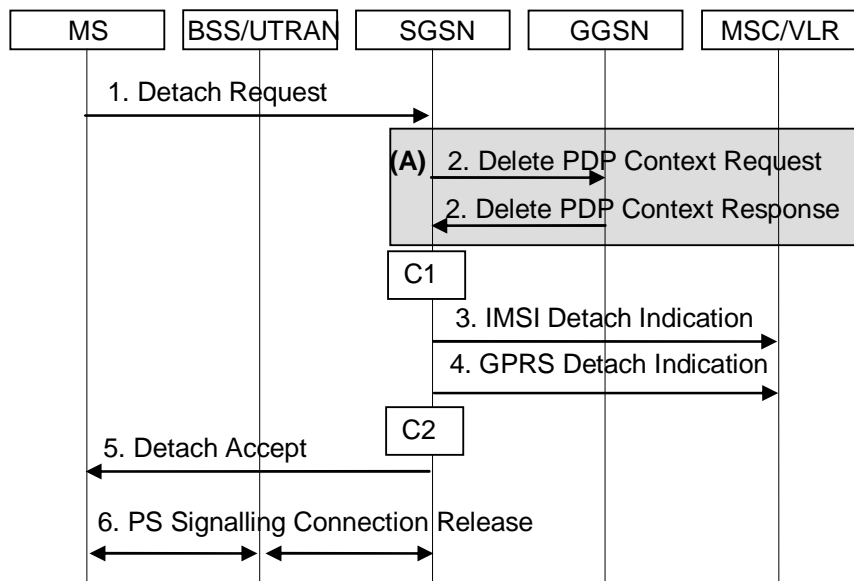 MS
BSS/UTRAN
SGSN
GGSN
MSC/VLR
1. Detach Request
(A)
2. Delete PDP Context Request
2. Delete PDP Context Response
C1
3. IMSI Detach Indication
4. GPRS Detach Indication
C2
5. Detach Accept
6. PS Signalling Connection Release